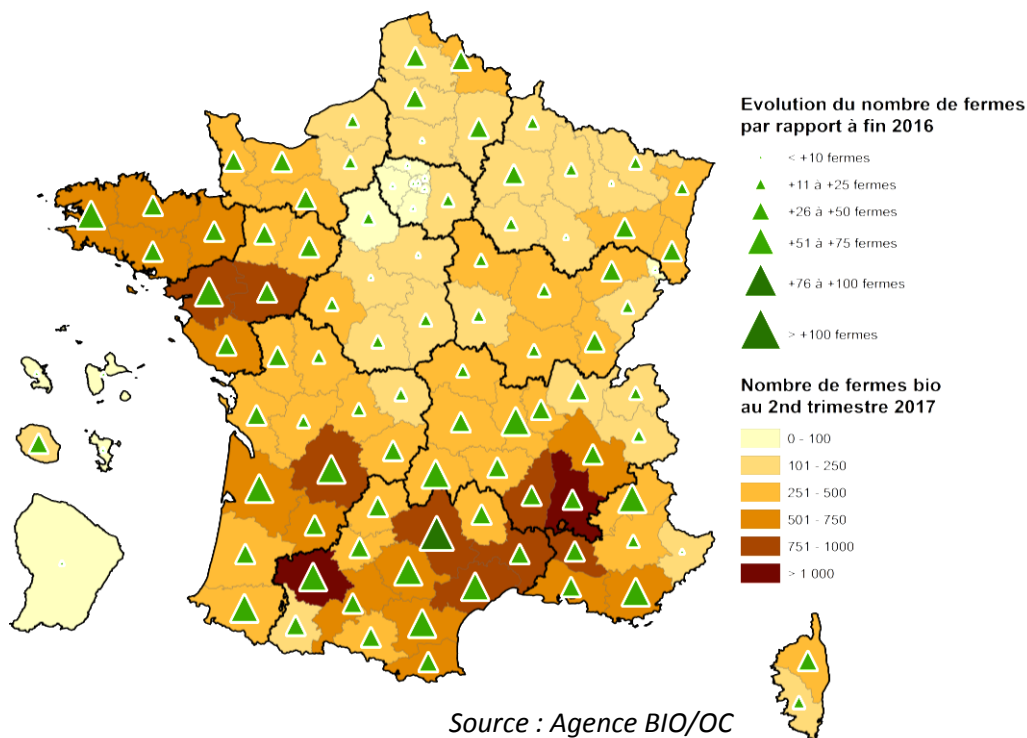 Evolution du nombre de fermes
par rapport à fin 2016
< +10 fermes
+11 à +25 fermes
+26 à +50 fermes
+51 à +75 fermes
+76 à +100 fermes
> +100 fermes
Nombre de fermes bio
au 2nd trimestre 2017
0 - 100
101 - 250
251 - 500
501 - 750
751 - 1000
> 1 000
Source : Agence BIO/OC